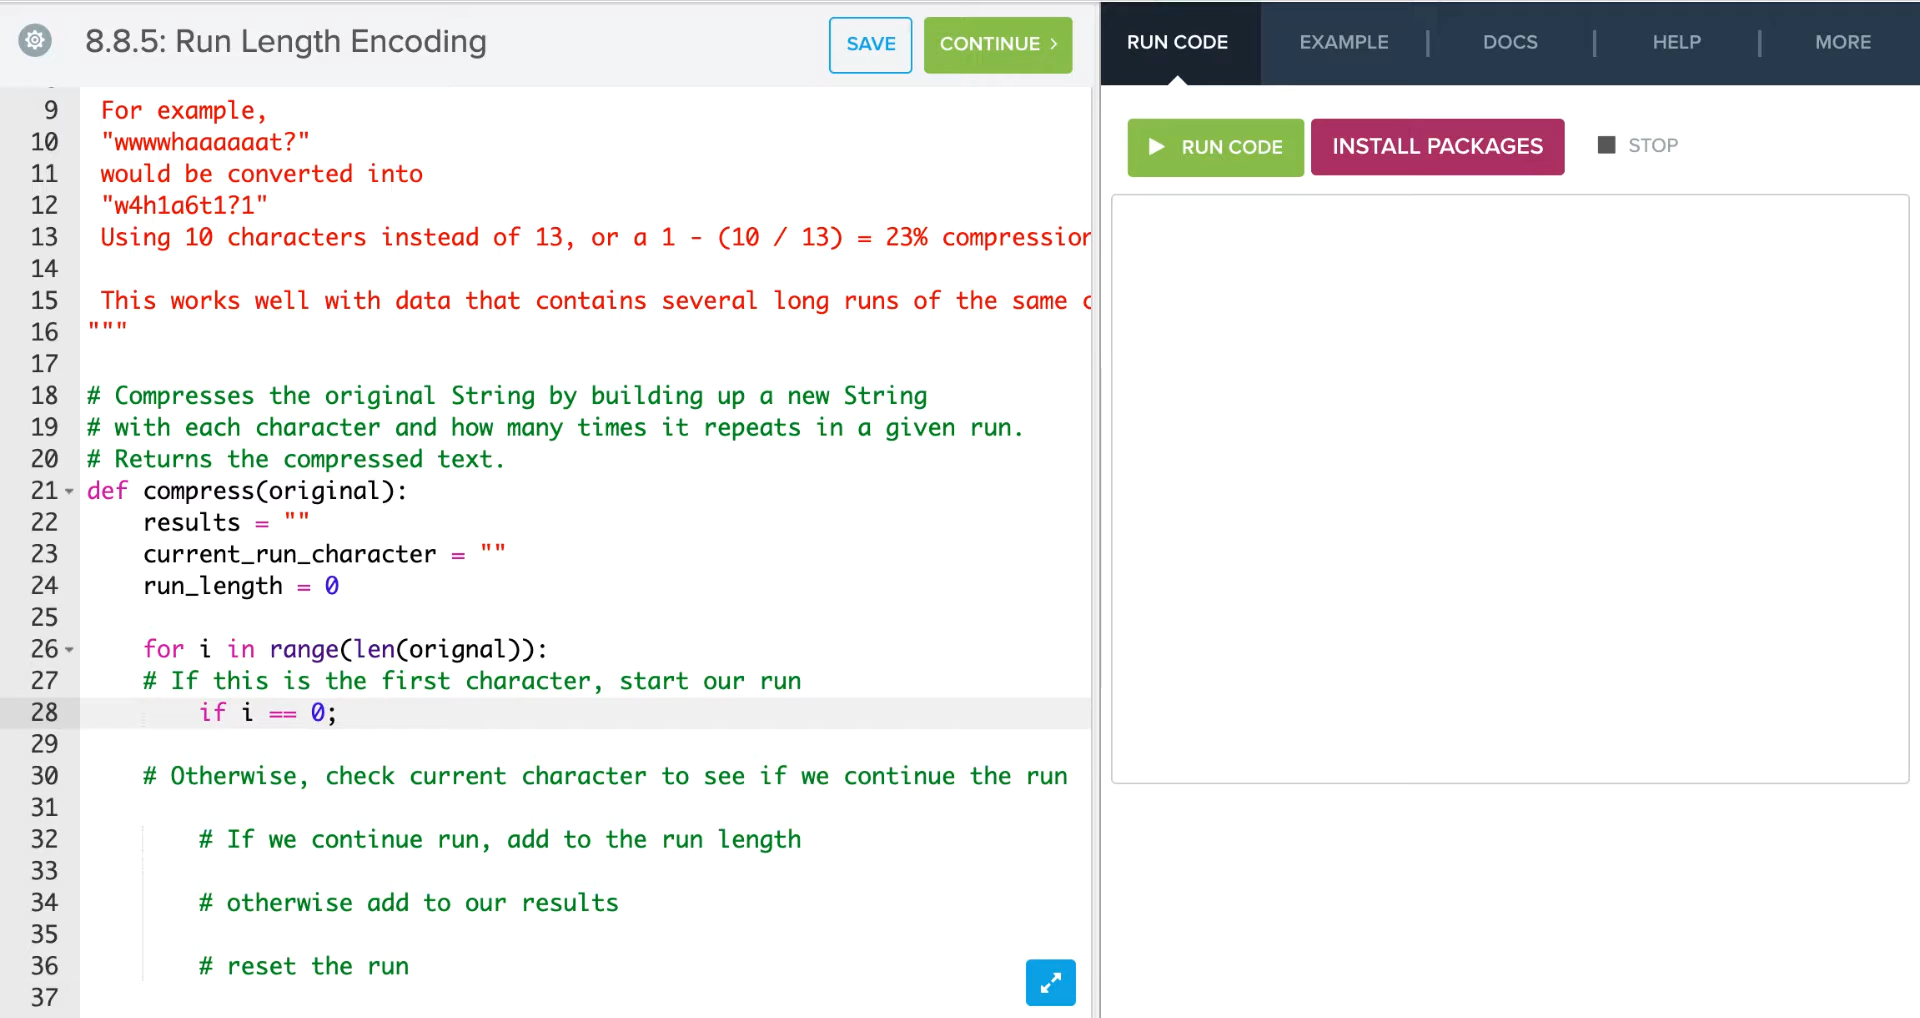 8.8.5: Run Length Encoding
SAVE
CONTINUE >
RUN CODE
EXAMPLE
DOCS
HELP
MORE
RUN CODE
INSTALL PACKAGES
STOP
9 For example,
10 "wwwwhaaaaaat?"
11 would be converted into
12 "w4h1a6t1?1"
13 Using 10 characters instead of 13, or a 1 - (10 / 13) = 23% compression
14
15 This works well with data that contains several long runs of the same
16 """
17
18 # Compresses the original String by building up a new String
19 # with each character and how many times it repeats in a given run.
20 # Returns the compressed text.
21 def compress(original):
22 results = ""
23 current_run_character = ""
24 run_length = 0
25
26 for i in range(len(orignal)):
27 # If this is the first character, start our run
28 if i == 0;
29
30 # Otherwise, check current character to see if we continue the run
31
32 # If we continue run, add to the run length
33
34 # otherwise add to our results
35
36 # reset the run
37